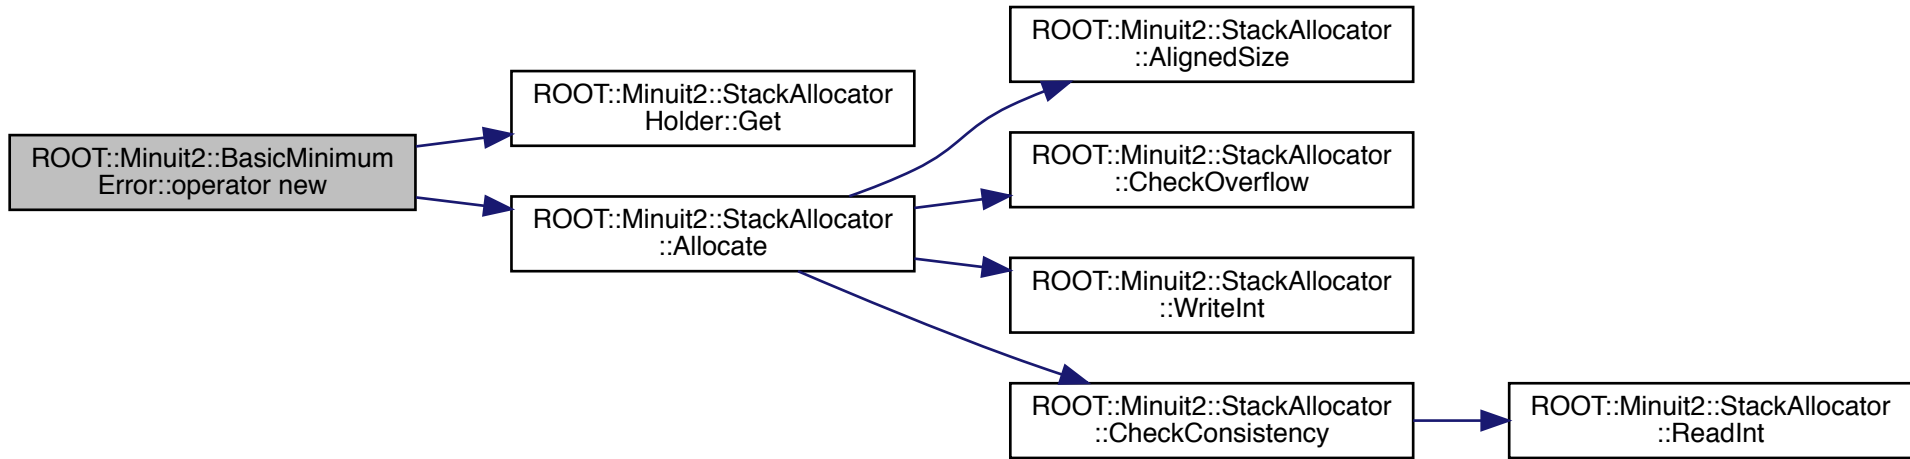 ROOT::Minuit2::BasicMinimum
Error::operator new
ROOT::Minuit2::StackAllocator
Holder::Get
ROOT::Minuit2::StackAllocator
::Allocate
ROOT::Minuit2::StackAllocator
::AlignedSize
ROOT::Minuit2::StackAllocator
::CheckOverflow
ROOT::Minuit2::StackAllocator
::WriteInt
ROOT::Minuit2::StackAllocator
::CheckConsistency
ROOT::Minuit2::StackAllocator
::ReadInt